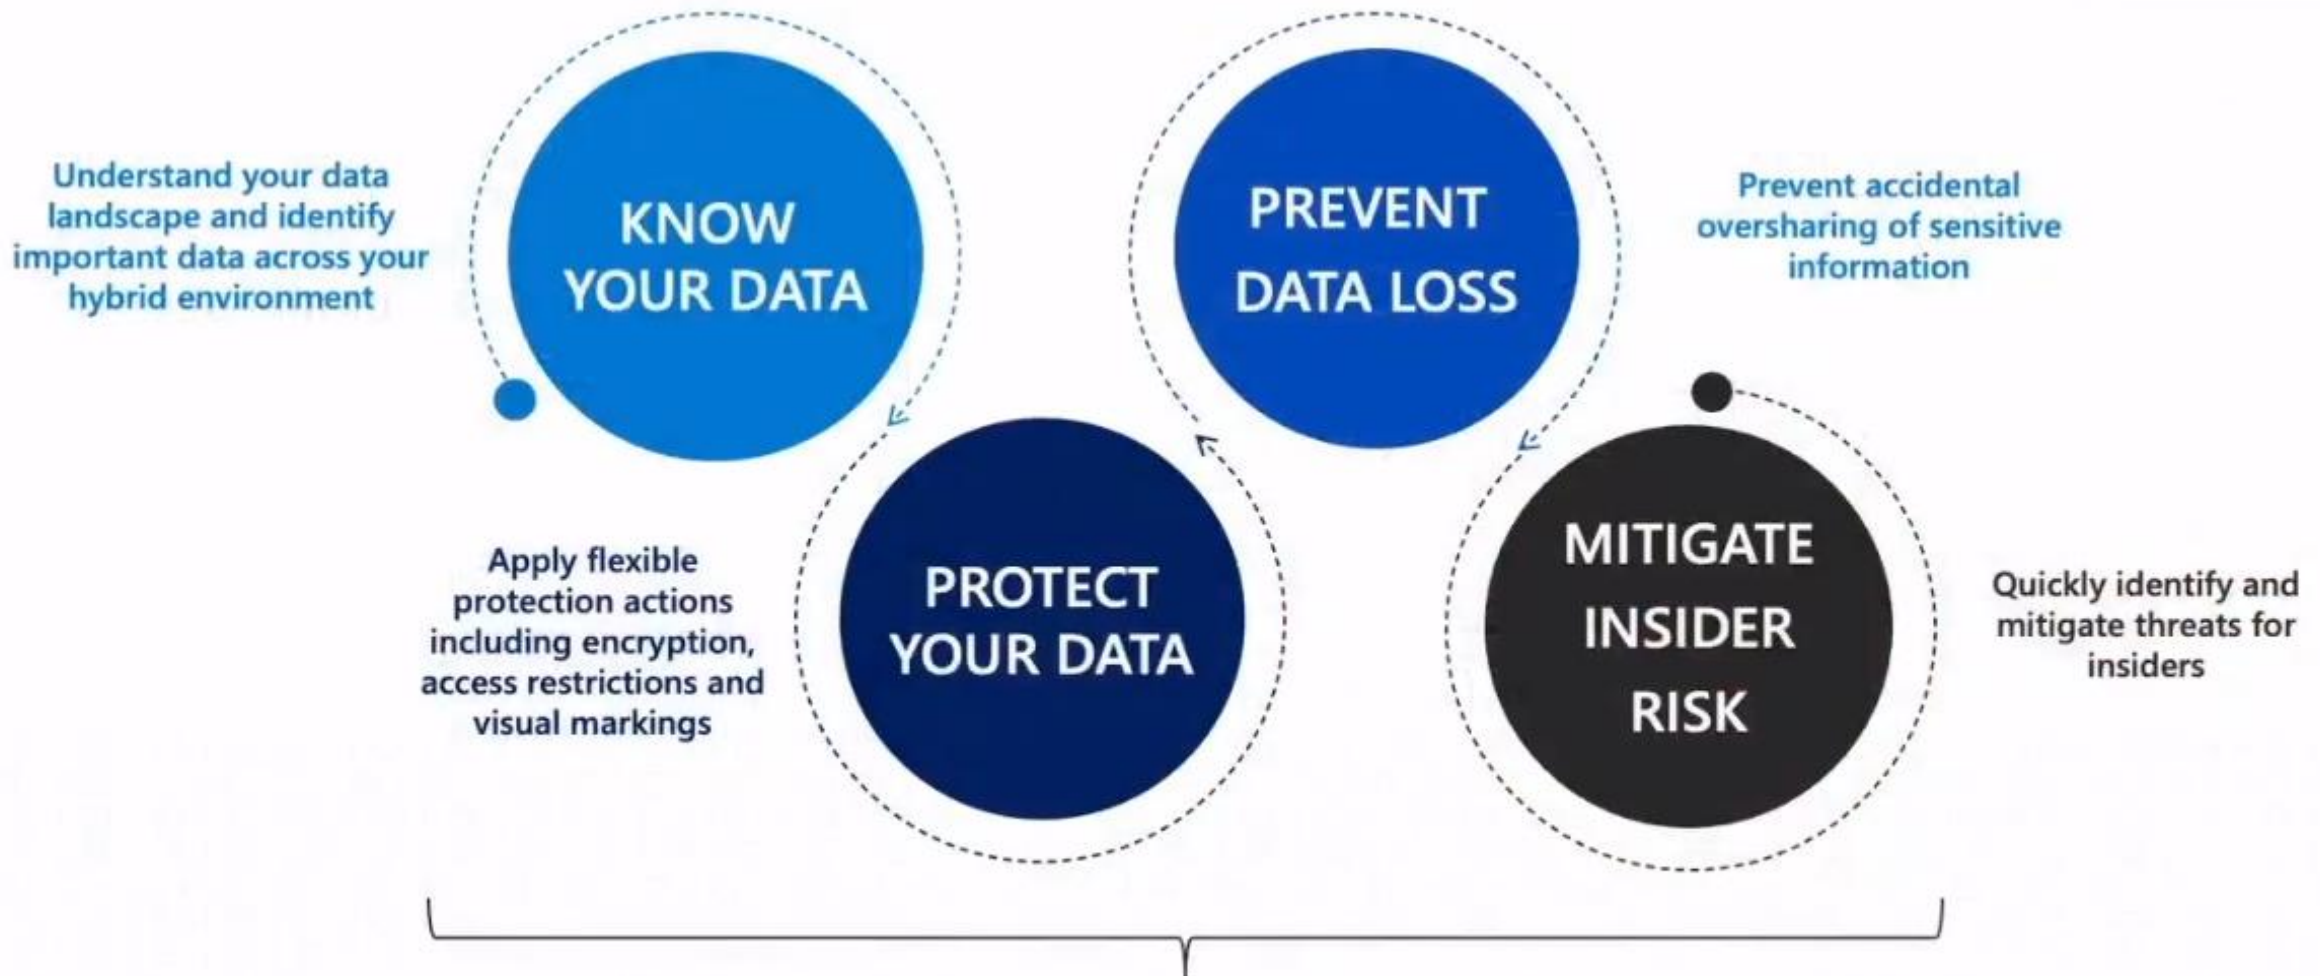 Understand your data
landscape and identify
important data across your
hybrid environment
KNOW
YOUR DATA
PREVENT
DATA LOSS
Prevent accidental
oversharing of sensitive
information
Apply flexible
protection actions
including encryption,
access restrictions and
visual markings
PROTECT
YOUR DATA
MITIGATE
INSIDER
RISK
Quickly identify and
mitigate threats for
insiders